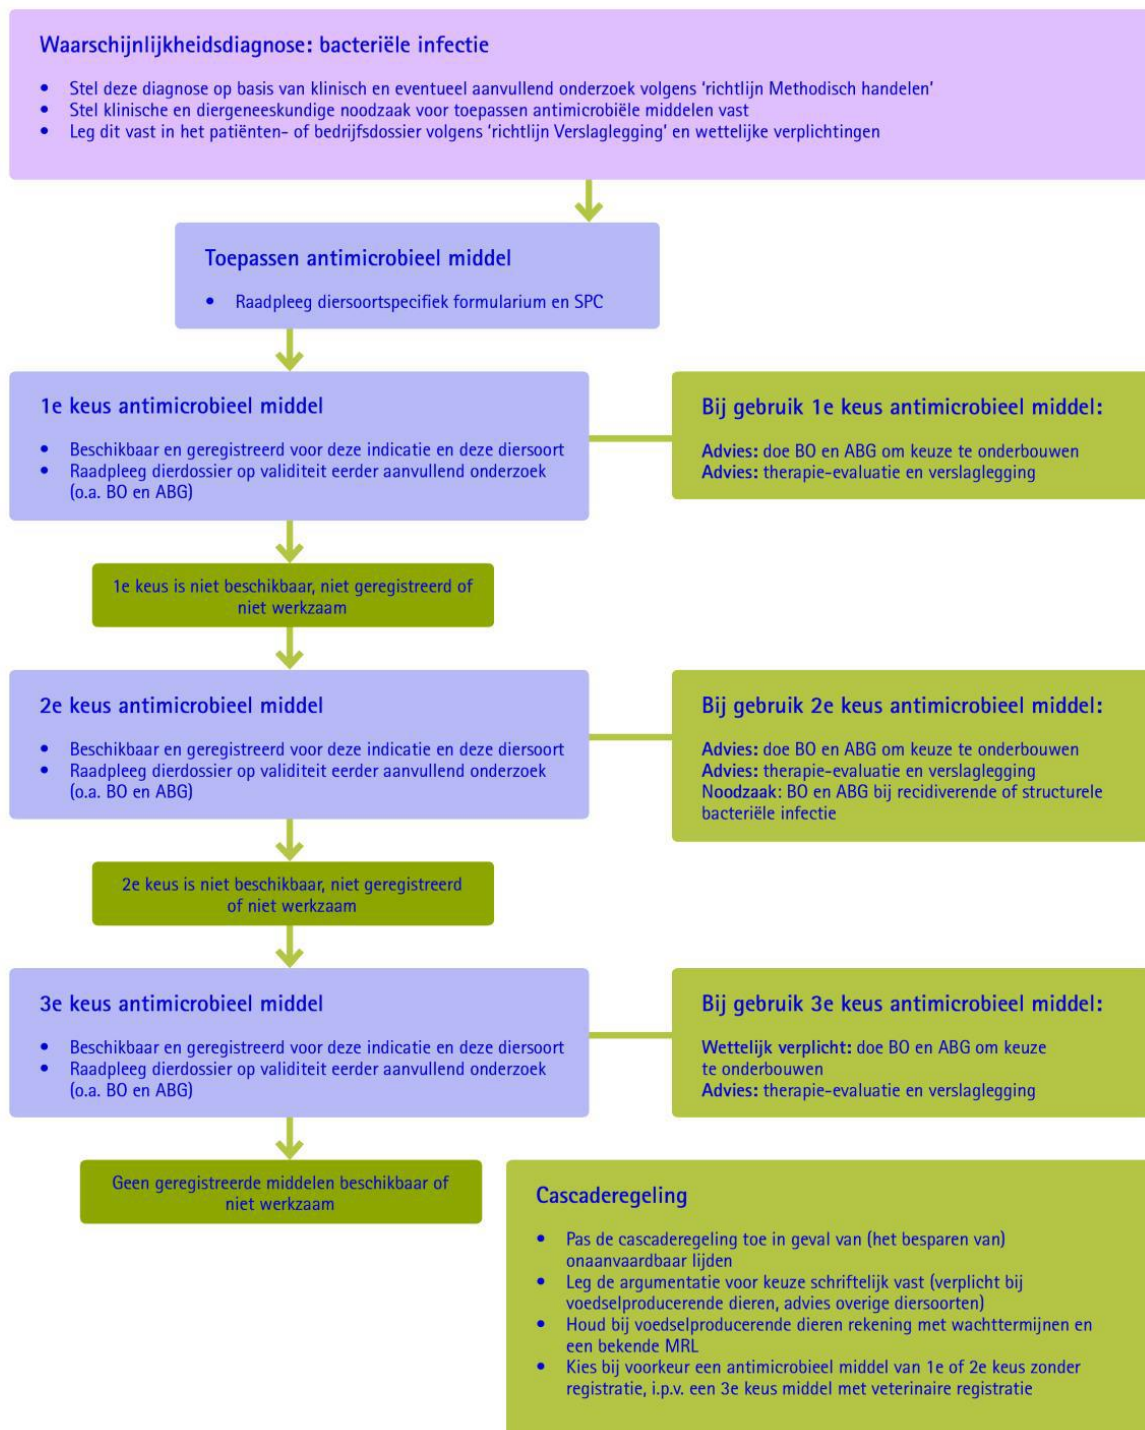 Waarschijnlijkheidsdiagnose: bacteriële infectie
• Stel deze diagnose op basis van klinisch en eventueel aanvullend onderzoek volgens ‘richtlijn Methodisch handelen’
• Stel klinische en diergeneeskundige noodzaak voor toepassen antimicrobiële middelen vast
• Leg dit vast in het patiënten- of bedrijfsdossier volgens ‘richtlijn Verslaglegging’ en wettelijke verplichtingen
Toepassen antimicrobieel middel
• Raadpleeg diersoortspecifiek formularium en SPC
1e keus antimicrobieel middel
• Beschikbaar en geregistreerd voor deze indicatie en deze diersoort
• Raadpleeg dierdossier op validiteit eerder aanvullend onderzoek
(o.a. BO en ABG)
Bij gebruik 1e keus antimicrobieel middel:
Advies: doe BO en ABG om keuze te onderbouwen
Advies: therapie-evaluatie en verslaglegging
1e keus is niet beschikbaar, niet geregistreerd of
niet werkzaam
2e keus antimicrobieel middel
• Beschikbaar en geregistreerd voor deze indicatie en deze diersoort
• Raadpleeg dierdossier op validiteit eerder aanvullend onderzoek
(o.a. BO en ABG)
Bij gebruik 2e keus antimicrobieel middel:
Advies: doe BO en ABG om keuze te onderbouwen
Advies: therapie-evaluatie en verslaglegging
Noodzaak: BO en ABG bij recidiverende of structurele
bacteriële infectie
2e keus is niet beschikbaar, niet geregistreerd
of niet werkzaam
3e keus antimicrobieel middel
• Beschikbaar en geregistreerd voor deze indicatie en deze diersoort
• Raadpleeg dierdossier op validiteit eerder aanvullend onderzoek
(o.a. BO en ABG)
Bij gebruik 3e keus antimicrobieel middel:
Wettelijk verplicht: doe BO en ABG om keuze
te onderbouwen
Advies: therapie-evaluatie en verslaglegging
Geen geregistreerde middelen beschikbaar of
niet werkzaam
Cascaderegeling
• Pas de cascaderegeling toe in geval van (het besparen van)
onaanvaardbaar lijden
• Leg de argumentatie voor keuze schriftelijk vast (verplicht bij
voedselproducerende dieren, advies overige diersoorten)
• Houd bij voedselproducerende dieren rekening met wachttermijnen en
een bekende MRL
• Kies bij voorkeur een antimicrobieel middel van 1e of 2e keus zonder
registratie, i.p.v. een 3e keus middel met veterinaire registratie